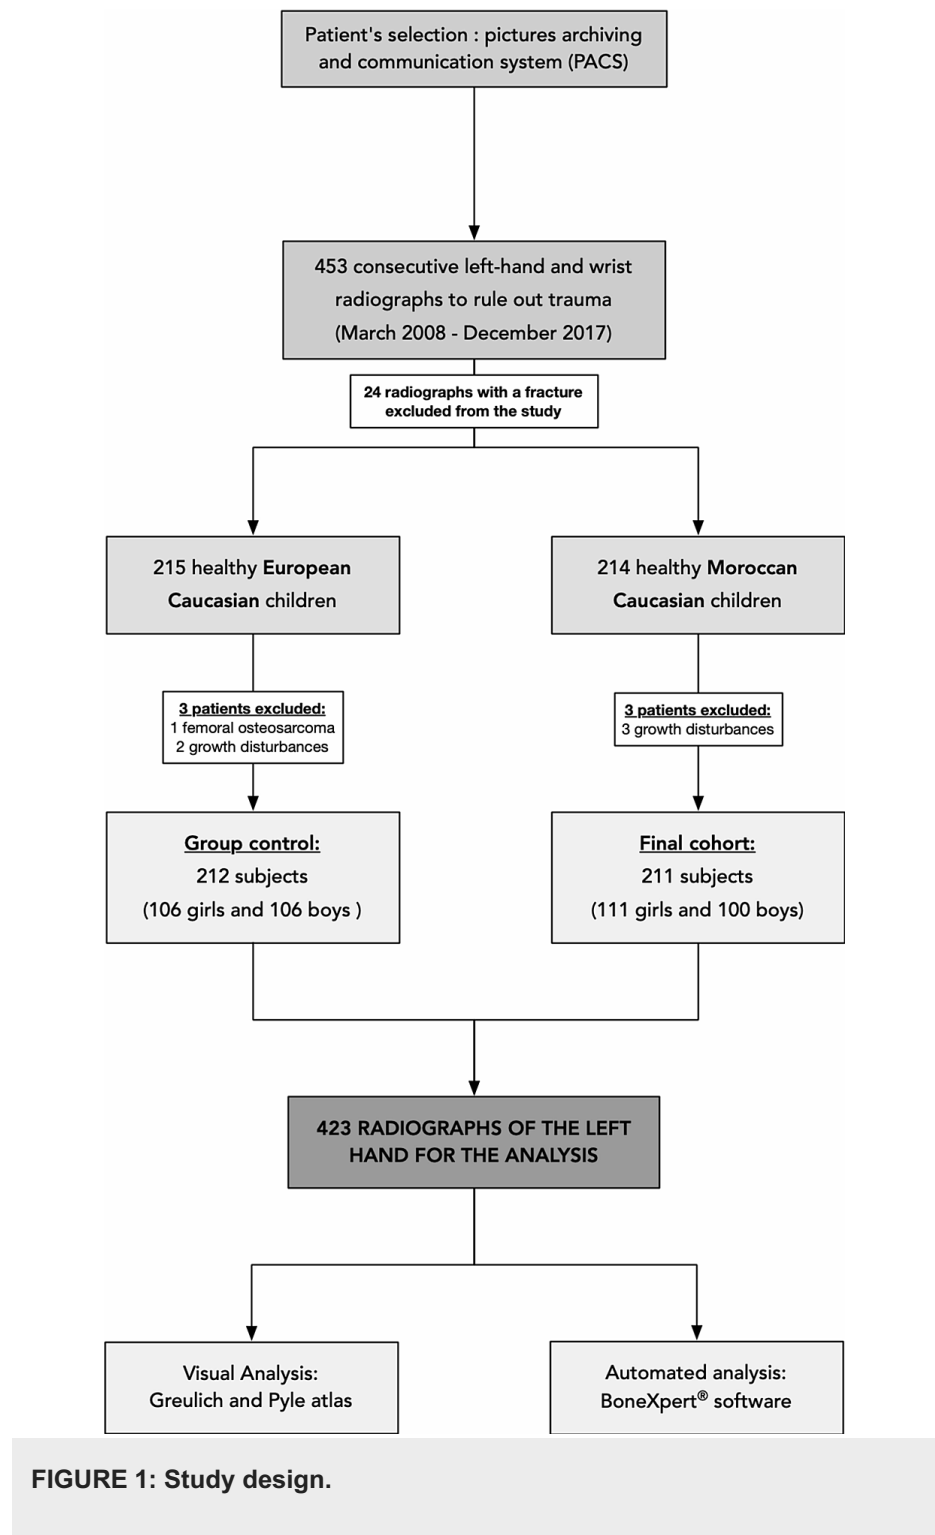 Patient's selection : pictures archiving
and communication system (PACS)
453 consecutive left-hand and wrist
radiographs to rule out trauma
(March 2008 - December 2017)
24 radiographs with a fracture
excluded from the study
215 healthy European
Caucasian children
214 healthy Moroccan
Caucasian children
3 patients excluded:
1 femoral osteosarcoma
2 growth disturbances
3 patients excluded:
3 growth disturbances
Group control:
212 subjects
(106 girls and 106 boys )
Final cohort:
211 subjects
(111 girls and 100 boys)
423 RADIOGRAPHS OF THE LEFT
HAND FOR THE ANALYSIS
Visual Analysis:
Greulich and Pyle atlas
Automated analysis:
BoneXpert® software
FIGURE 1: Study design.